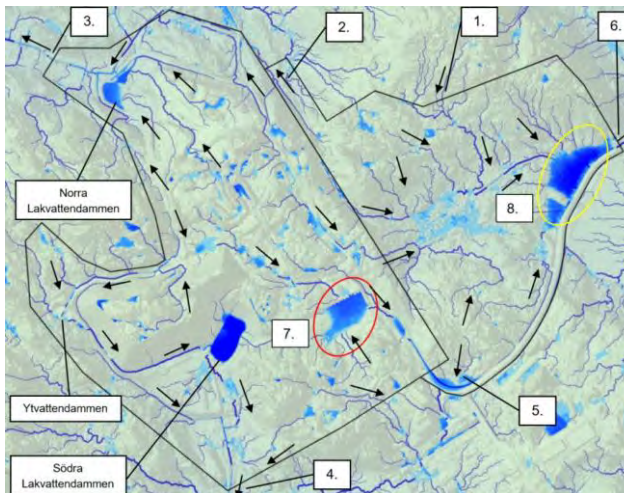 3.
2.
1.
6.
Norra
Lakvattendammen
8.
7.
Ytvattendammen
5.
Södra
Lakvattendammen
4.